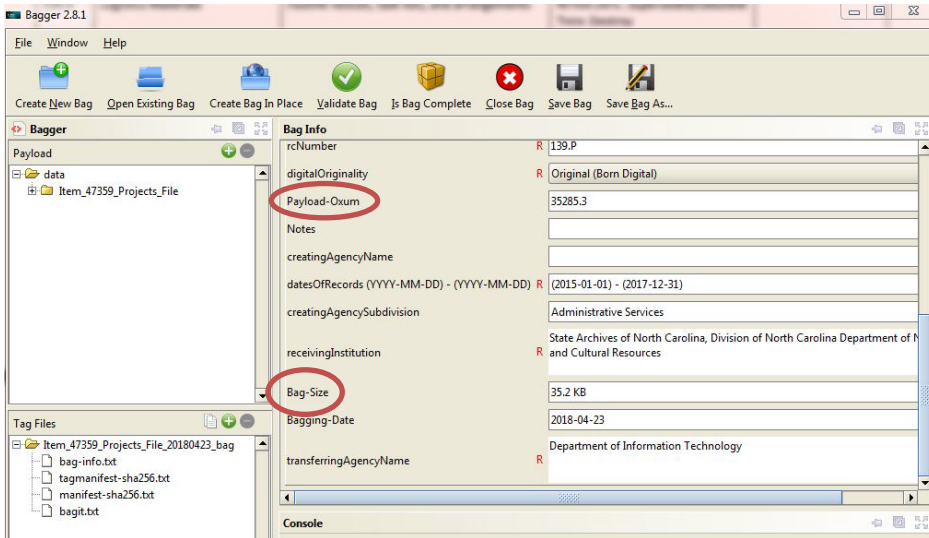 Bagger 2.8.1
File Window Help
Create New Bag Open Existing Bag Create Bag In Place Validate Bag Is Bag Complete Close Bag Save Bag Save Bag As...
Bagger
Payload
data
Item_47359_Projects_File
Tag Files
Item_47359_Projects_File_20180423_bag
bag-info.txt
tagmanifest-sha256.txt
manifest-sha256.txt
bagit.txt
Bag Info
rcNumber R 139.P
digitalOriginality R Original (Born Digital)
Payload-Oxum 35285.3
Notes
creatingAgencyName
datesOfRecords (YYYY-MM-DD) - (YYYY-MM-DD) R (2015-01-01) - (2017-12-31)
creatingAgencySubdivision Administrative Services
State Archives of North Carolina, Division of North Carolina Department of
receivingInstitution R and Cultural Resources
Bag-Size 35.2 KB
Bagging-Date 2018-04-23
Department of Information Technology
transferringAgencyName R
Console